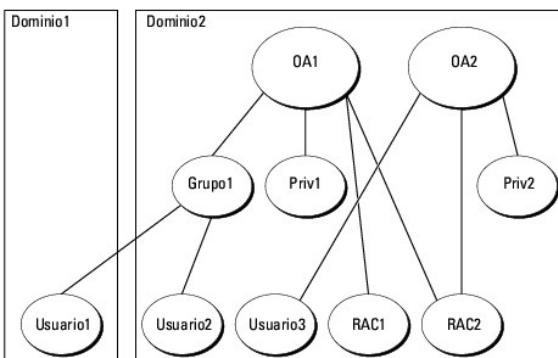 Dominio1
Dominio2
OA1
OA2
Grupo1
Priv1
Priv2
Usuario1
Usuario2
Usuario3
RAC1
RAC2